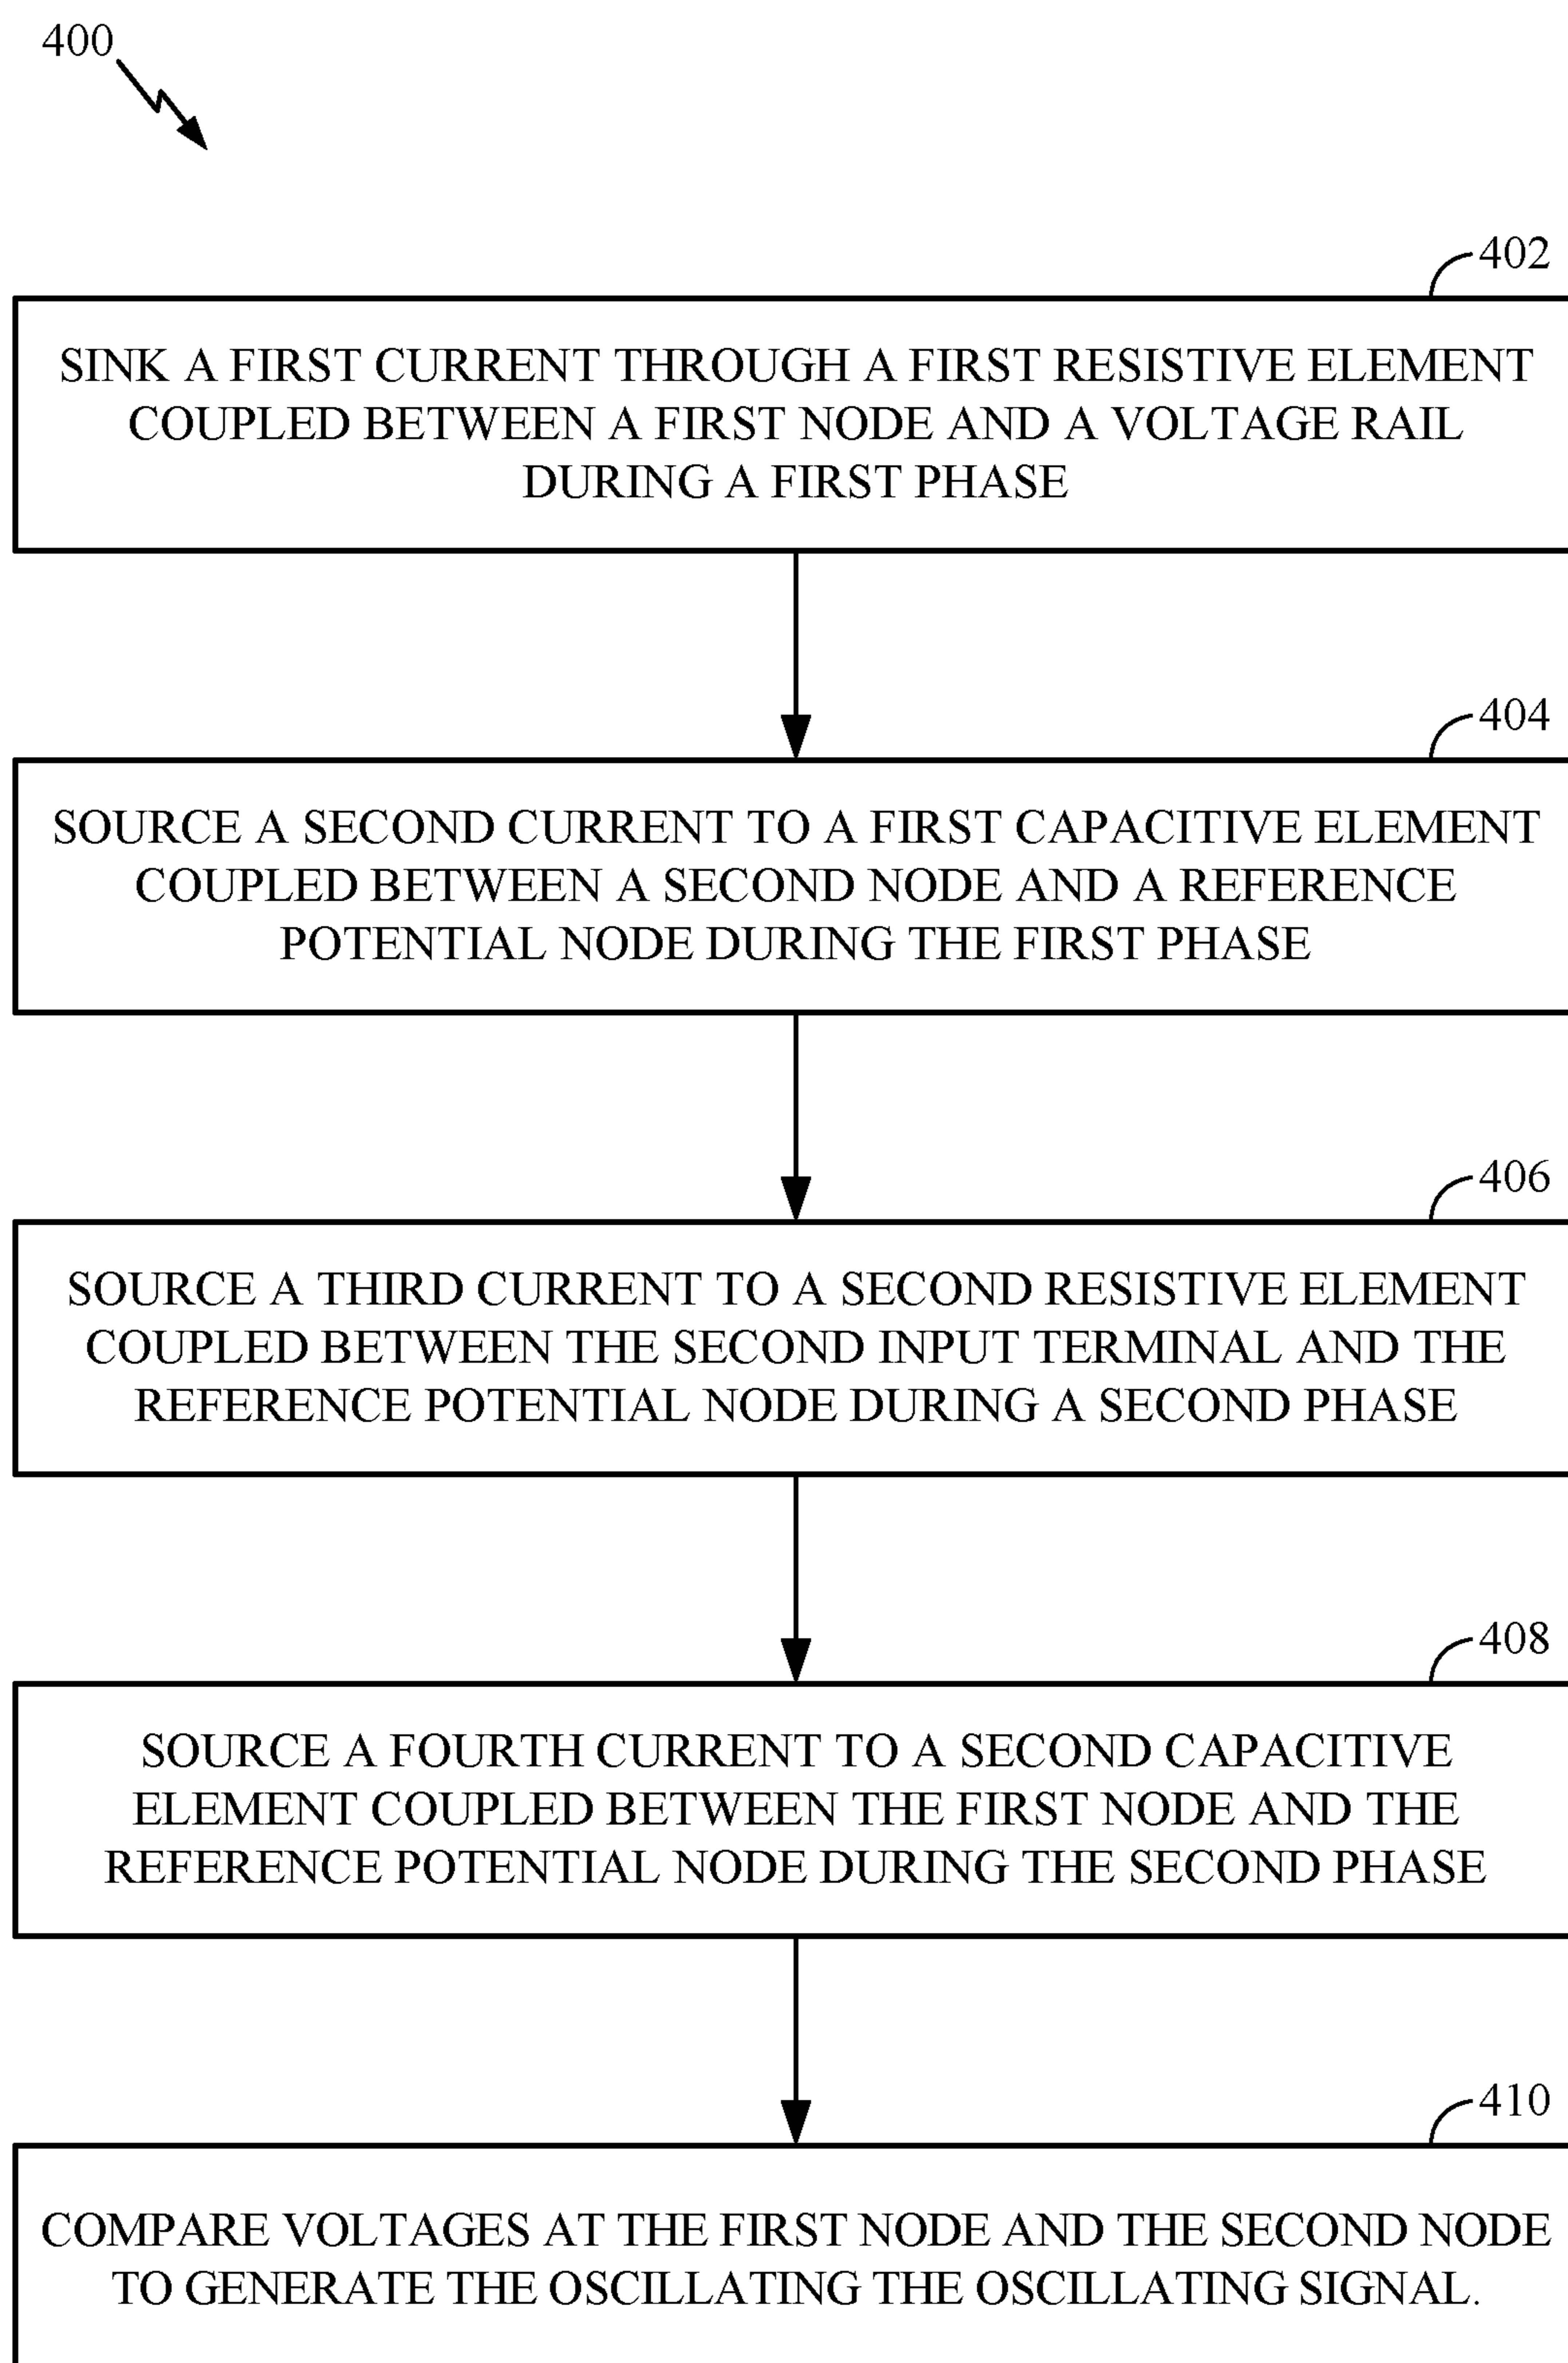 400
402
SINK A FIRST CURRENT THROUGH A FIRST RESISTIVE ELEMENT
COUPLED BETWEEN A FIRST NODE AND A VOLTAGE RAIL
DURING A FIRST PHASE
404
SOURCE A SECOND CURRENT TO A FIRST CAPACITIVE ELEMENT
COUPLED BETWEEN A SECOND NODE AND A REFERENCE
POTENTIAL NODE DURING THE FIRST PHASE
406
SOURCE A THIRD CURRENT TO A SECOND RESISTIVE ELEMENT
COUPLED BETWEEN THE SECOND INPUT TERMINAL AND THE
REFERENCE POTENTIAL NODE DURING A SECOND PHASE
408
SOURCE A FOURTH CURRENT TO A SECOND CAPACITIVE
ELEMENT COUPLED BETWEEN THE FIRST NODE AND THE
REFERENCE POTENTIAL NODE DURING THE SECOND PHASE
410
COMPARE VOLTAGES AT THE FIRST NODE AND THE SECOND NODE
TO GENERATE THE OSCILLATING THE OSCILLATING SIGNAL.